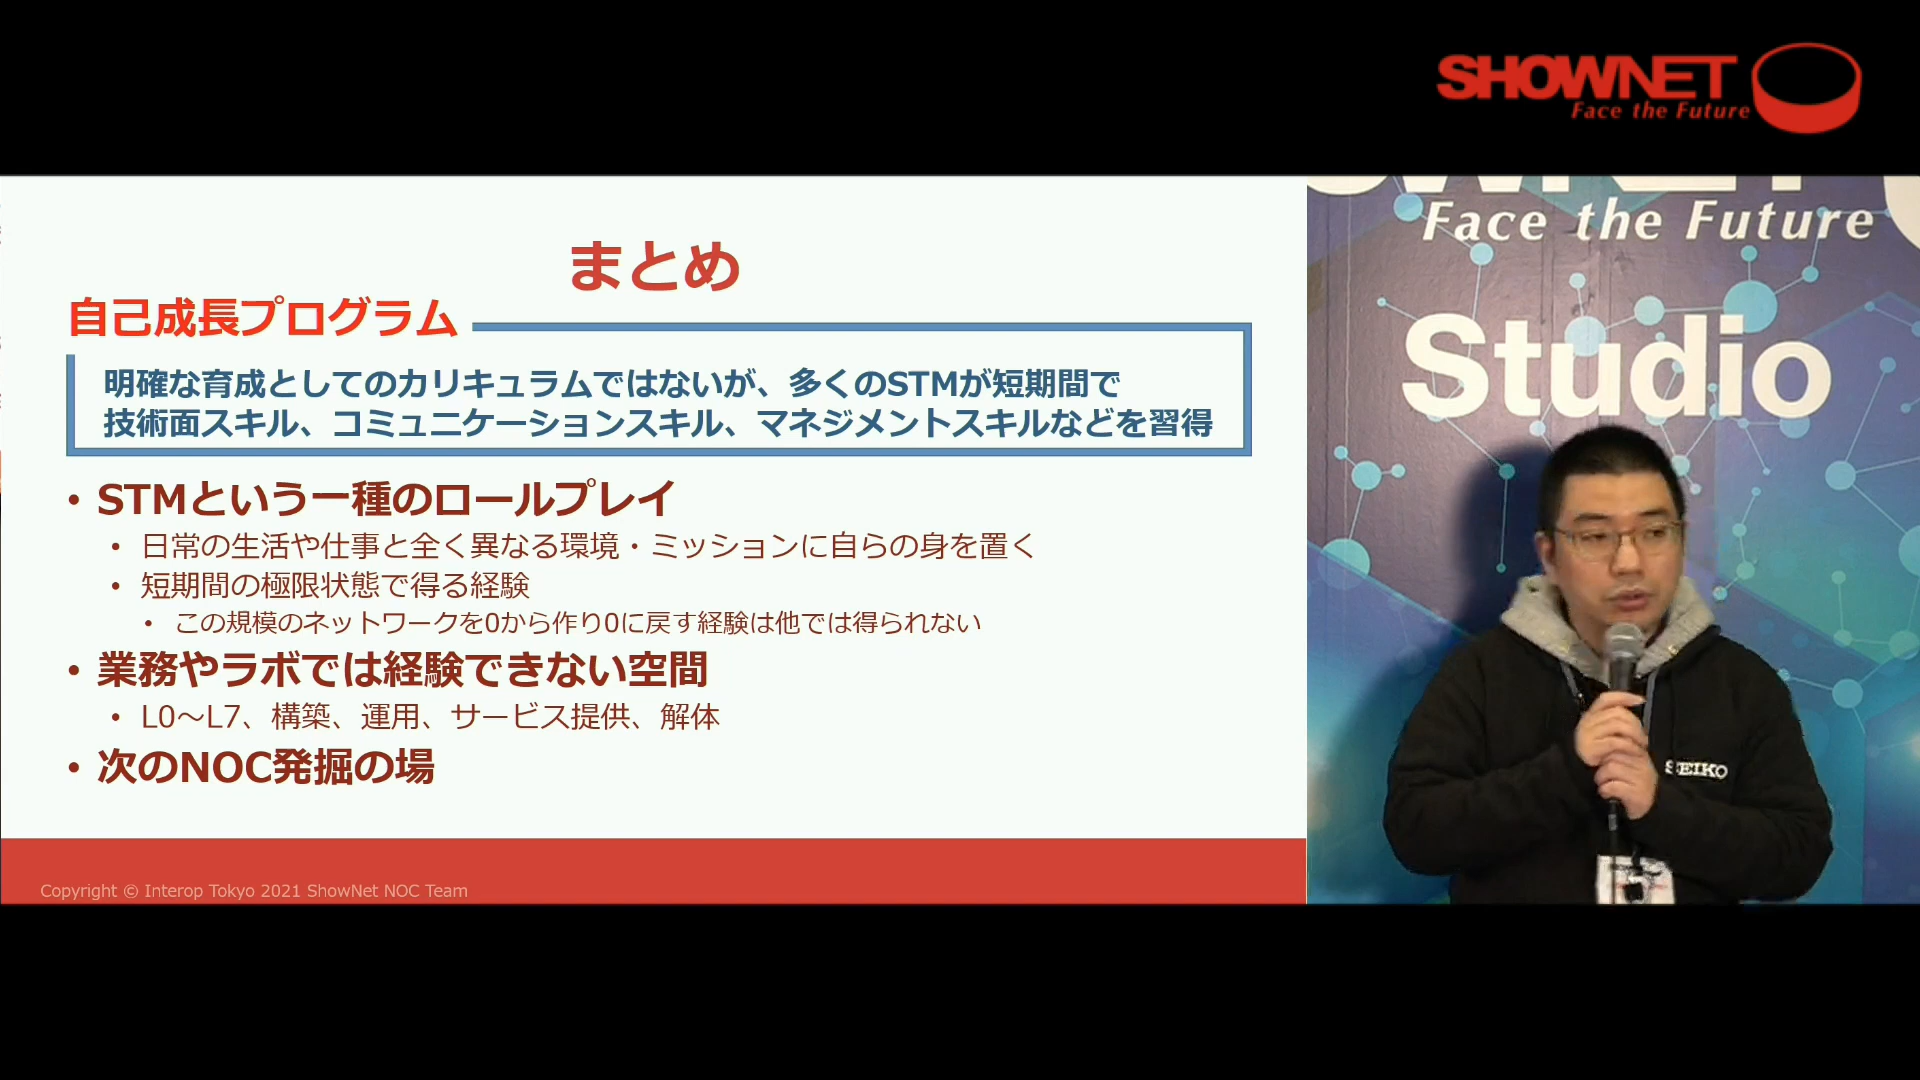 SHOWNET
Face the Future
まとめ
自己成長プログラム
明確な育成としてのカリキュラムではないが、多くのSTMが短期間で
技術面スキル、コミュニケーションスキル、マネジメントスキルなどを習得
• STMという一種のロールプレイ
• 日常の生活や仕事と全く異なる環境・ミッションに自らの身を置く
• 短期間の極限状態で得る経験
• この規模のネットワークを0から作り0に戻す経験は他では得られない
• 業務やラボでは経験できない空間
• L0～L7、構築、運用、サービス提供、解体
• 次のNOC発掘の場
Copyright © Interop Tokyo 2021 ShowNet NOC Team
Face the Future
Studio
SEIKO